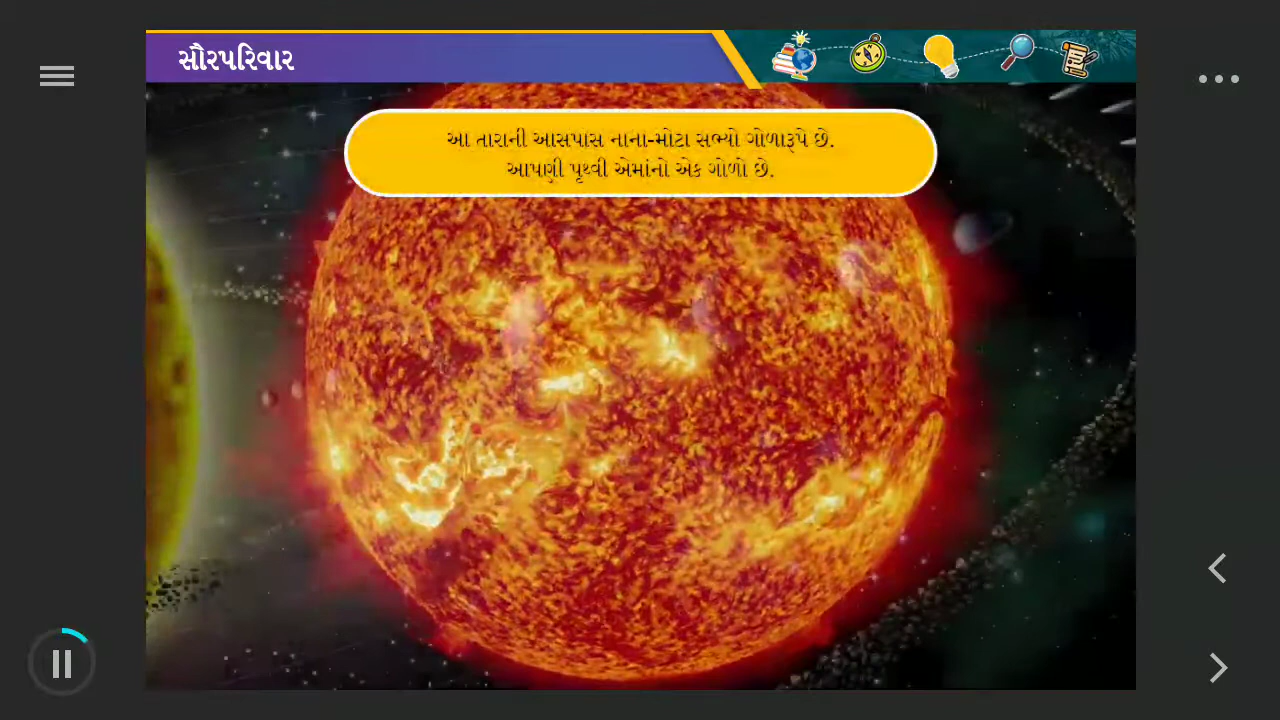 સૌરપરિવાર
આ તારાની આસપાસ નાના-મોટા સભ્યો ગોળારૂપે છે.
આપણી પૃથ્વી એમાંનો એક ગોળો છે.